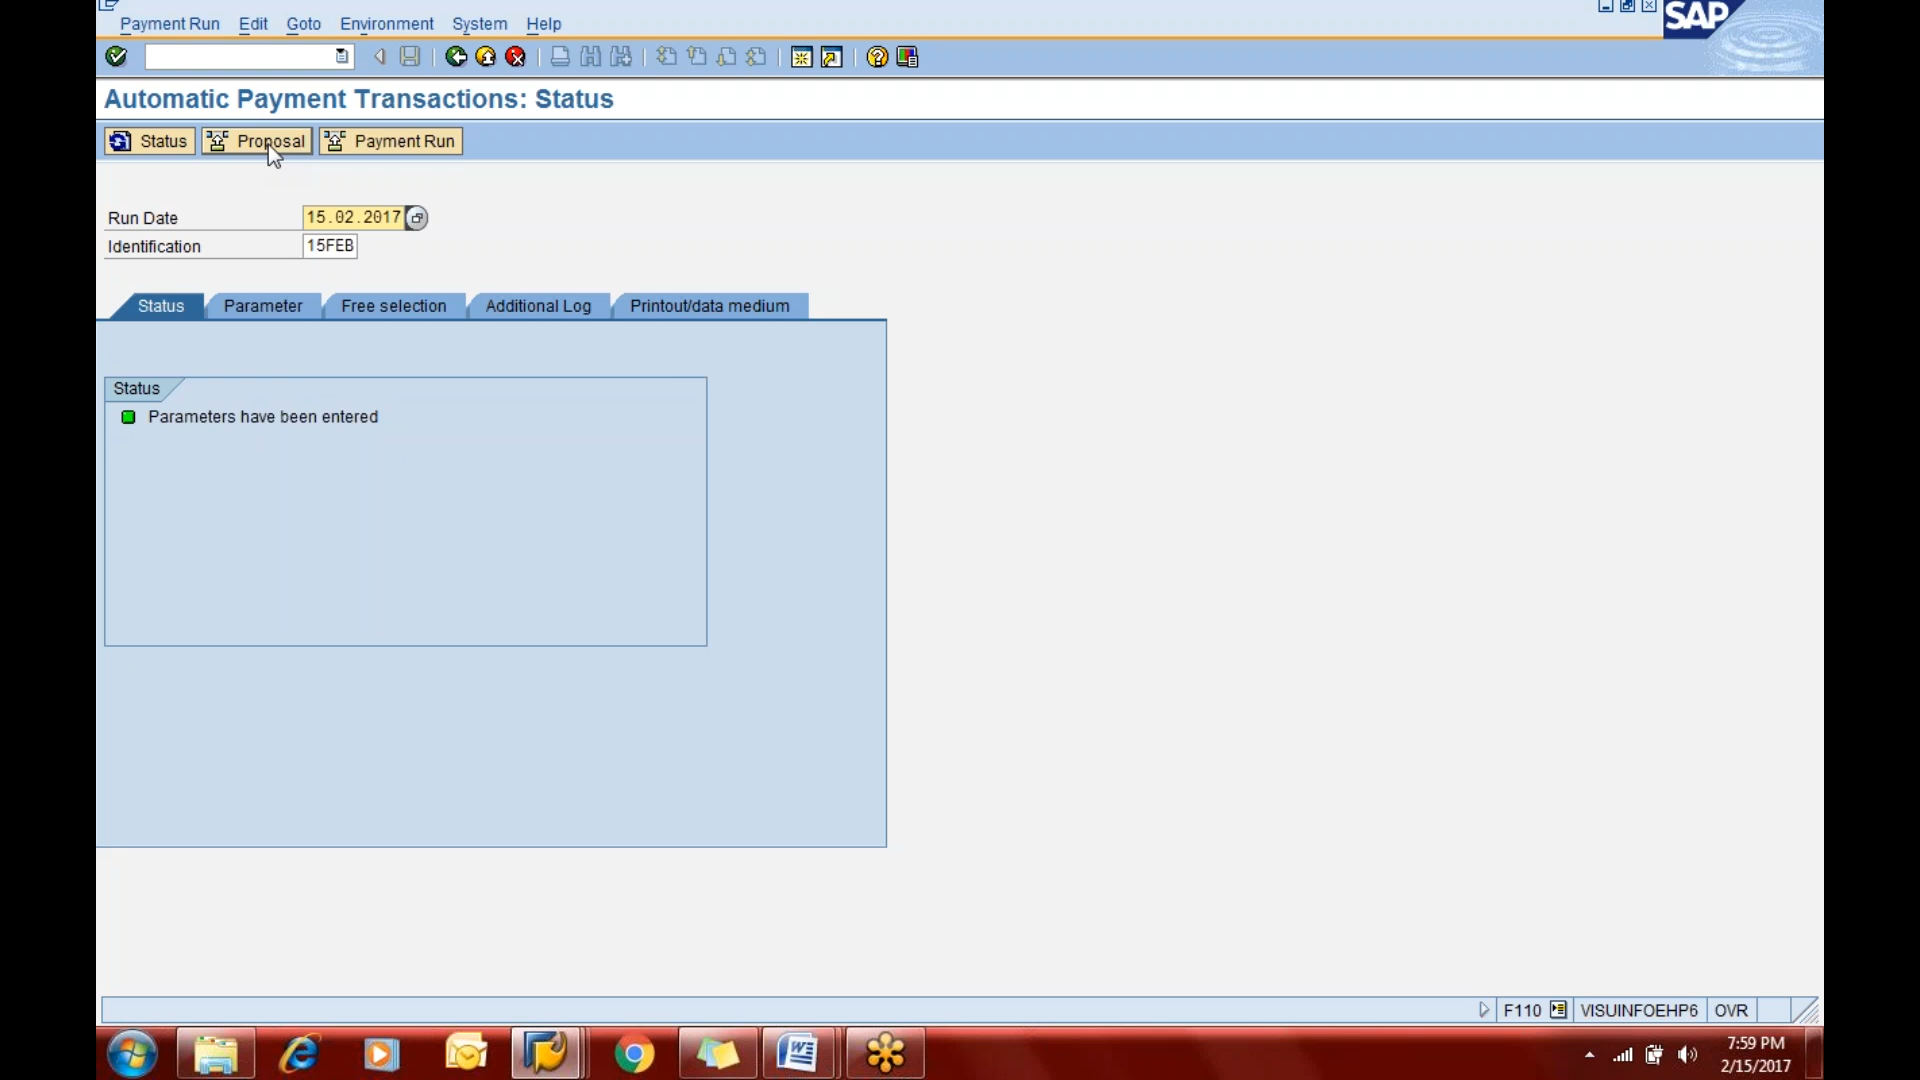 Payment Run Edit Goto Environment System Help
SAP
Automatic Payment Transactions: Status
Status Proposal Payment Run
Run Date 15.02.2017
Identification 15FEB
Status Parameter Free selection Additional Log Printout/data medium
Status
Parameters have been entered
F110 VISUINFOEHP6 OVR
7:59 PM
2/15/2017